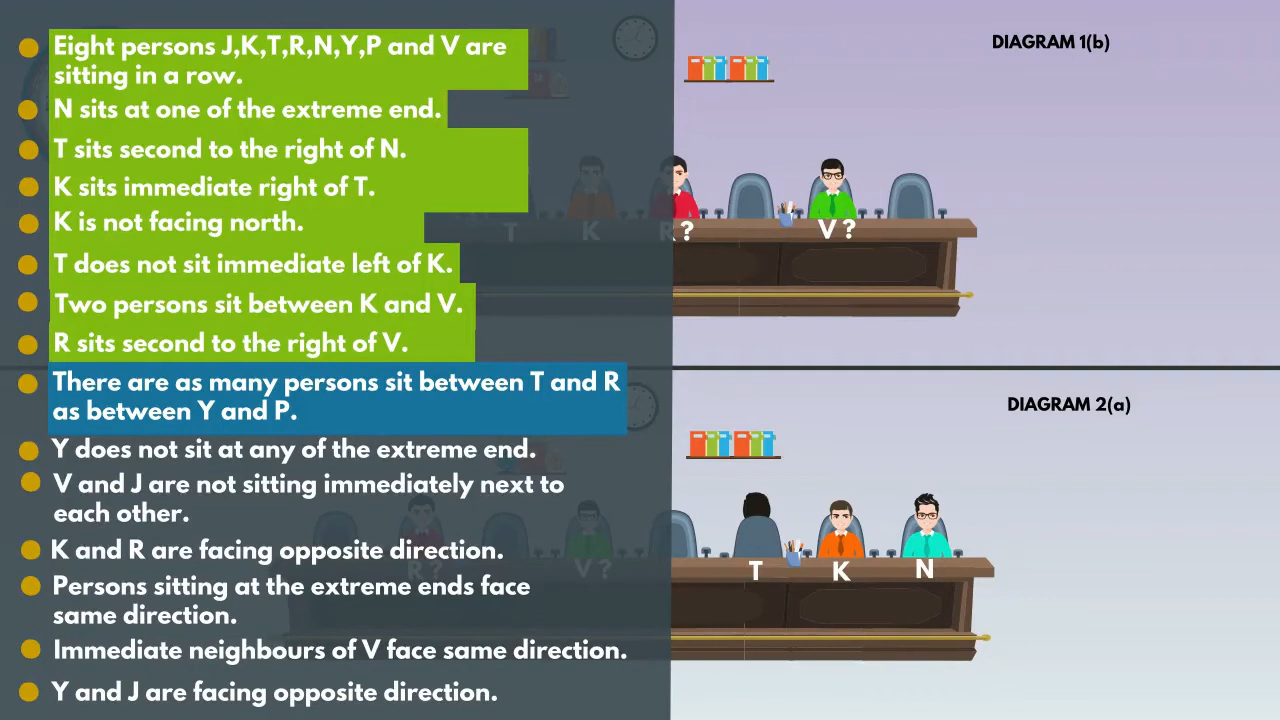 Eight persons J,K,T,R,N,Y,P and V are
sitting in a row.
N sits at one of the extreme end.
T sits second to the right of N.
K sits immediate right of T.
K is not facing north.
T does not sit immediate left of K.
Two persons sit between K and V.
R sits second to the right of V.
There are as many persons sit between T and R
as between Y and P.
Y does not sit at any of the extreme end.
V and J are not sitting immediately next to
each other.
K and R are facing opposite direction.
Persons sitting at the extreme ends face
same direction.
Immediate neighbours of V face same direction.
Y and J are facing opposite direction.
DIAGRAM 1(b)
T K R? V?
DIAGRAM 2(a)
R? V? T K N